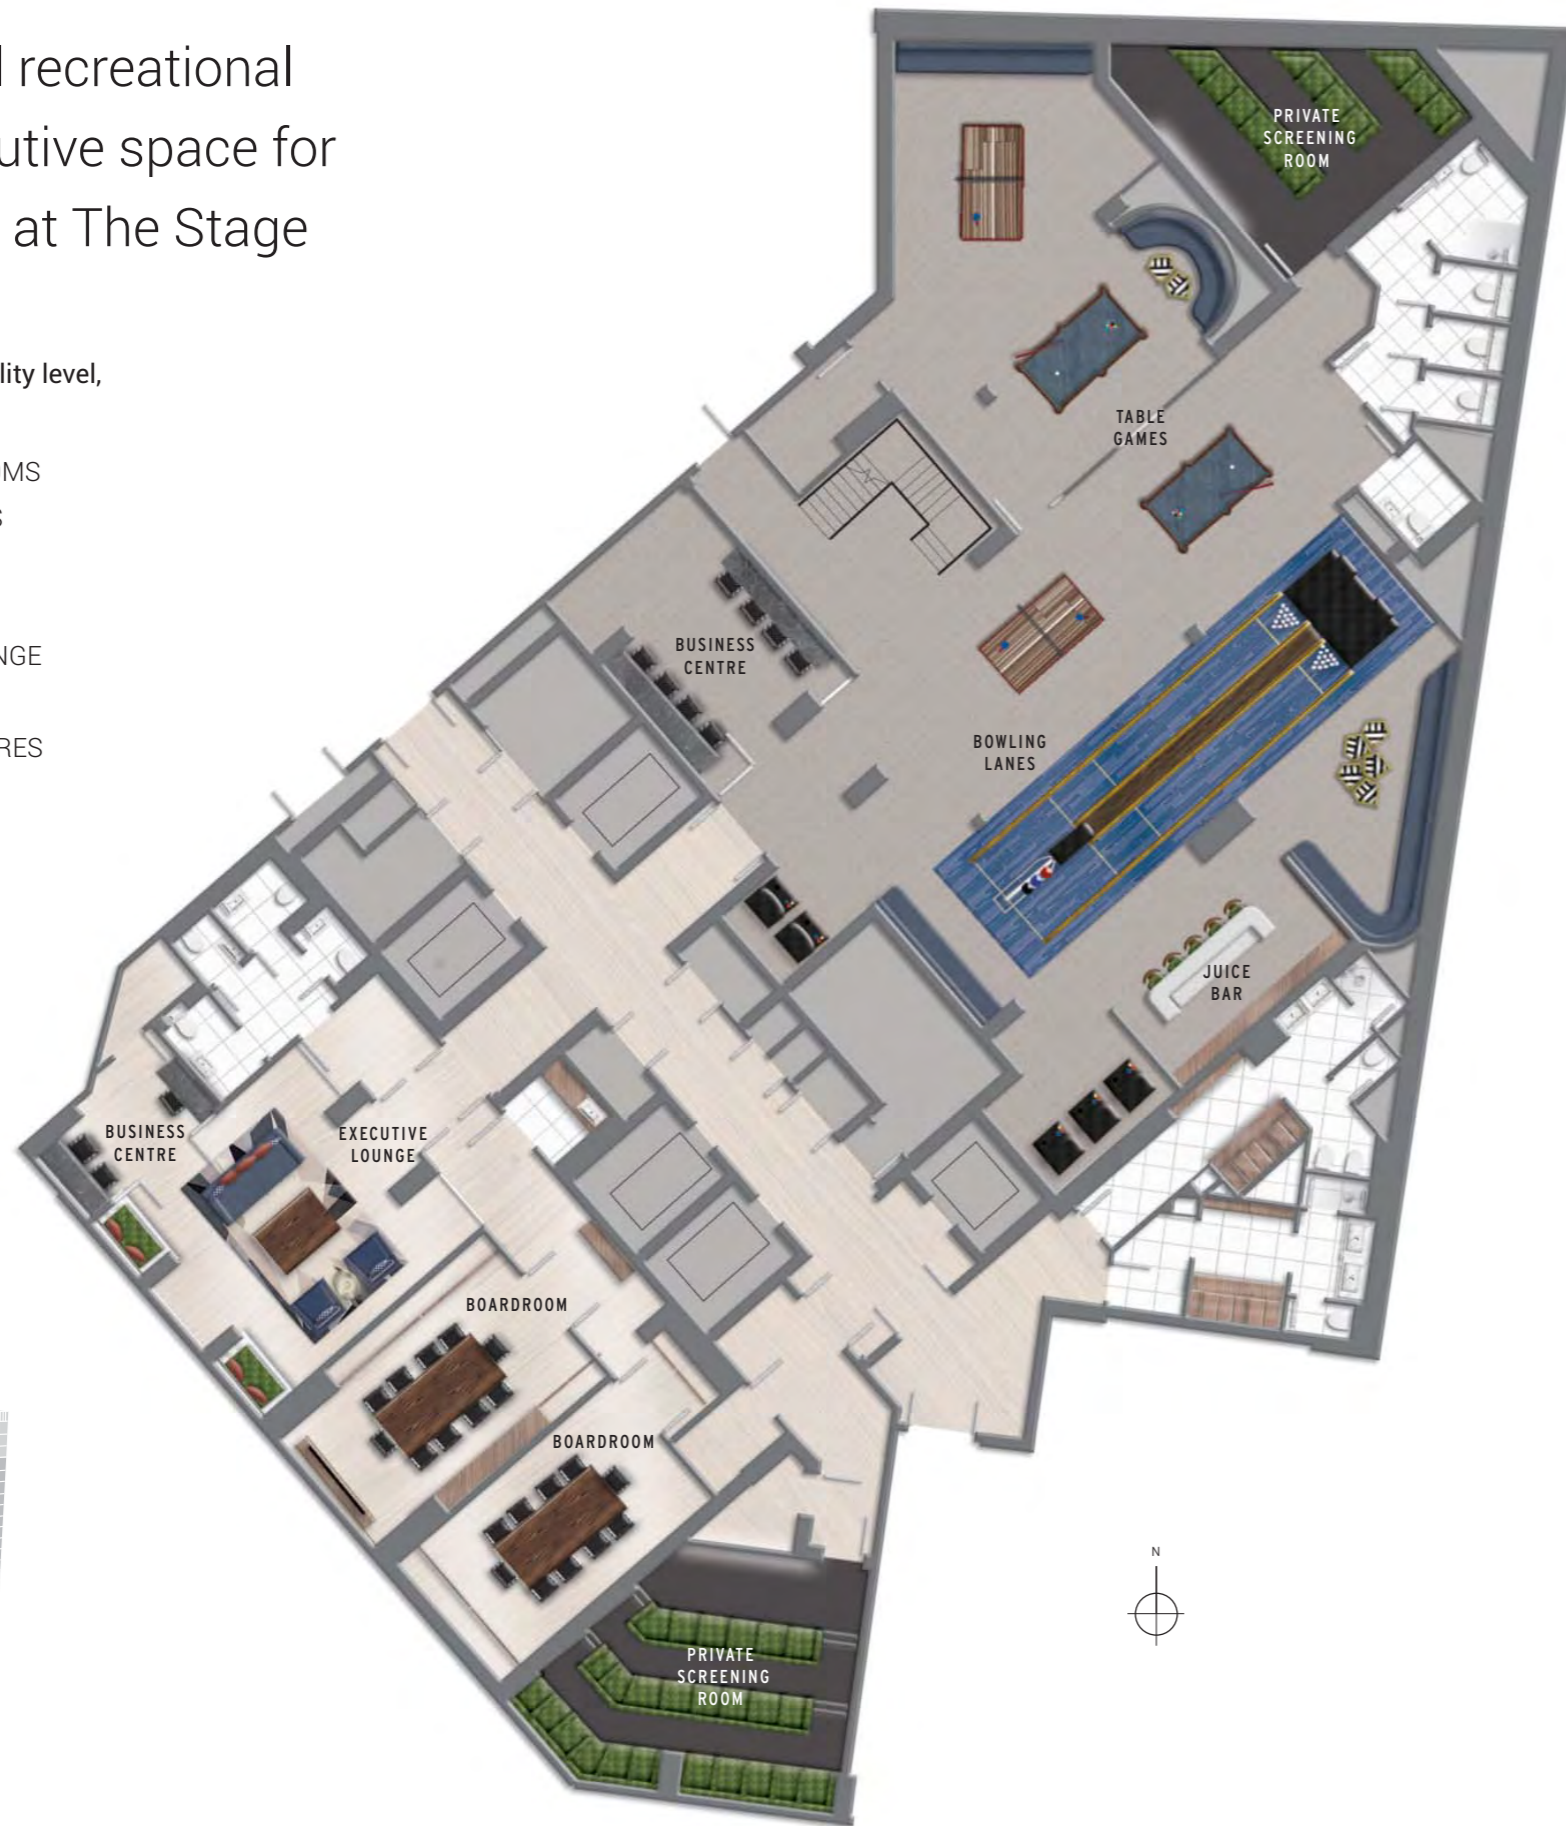 recreational
utive space for
at The Stage
lity level,
OMS
S
NGE
RES
PRIVATE
SCREENING
ROOM
TABLE
GAMES
BUSINESS
CENTRE
BOWLING
LANES
JUICE
BAR
BUSINESS
CENTRE
EXECUTIVE
LOUNGE
BOARDROOM
BOARDROOM
PRIVATE
SCREENING
ROOM
N